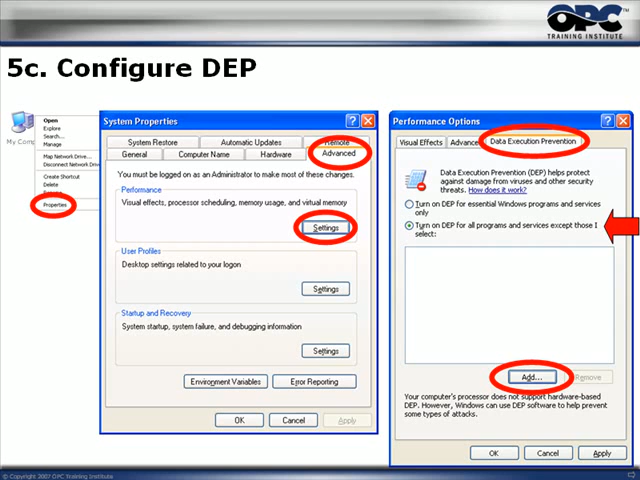 OPC
TRAINING INSTITUTE
5c. Configure DEP
My Comp
Open
Explore
Search...
Manage
Map Network Drive...
Disconnect Network Drive
Create Shortcut
Delete
Properties
System Properties
System Restore
Automatic Updates
Remote
General
Computer Name
Hardware
Advanced
You must be logged on as an Administrator to make most of these changes.
Performance
Visual effects, processor scheduling, memory usage, and virtual memory
Settings
User Profiles
Desktop settings related to your logon
Settings
Startup and Recovery
System startup, system failure, and debugging information
Settings
Environment Variables
Error Reporting
OK
Cancel
Apply
Performance Options
Visual Effects
Advanced
Data Execution Prevention
Data Execution Prevention (DEP) helps protect
against damage from viruses and other security
threats. How does it work?
Turn on DEP for essential Windows programs and services
only
Turn on DEP for all programs and services except those I
select:
Add...
Remove
Your computer's processor does not support hardware-based
DEP. However, Windows can use DEP software to help prevent
some types of attacks.
OK
Cancel
Apply
Copyright 2007 OPC Training Institute